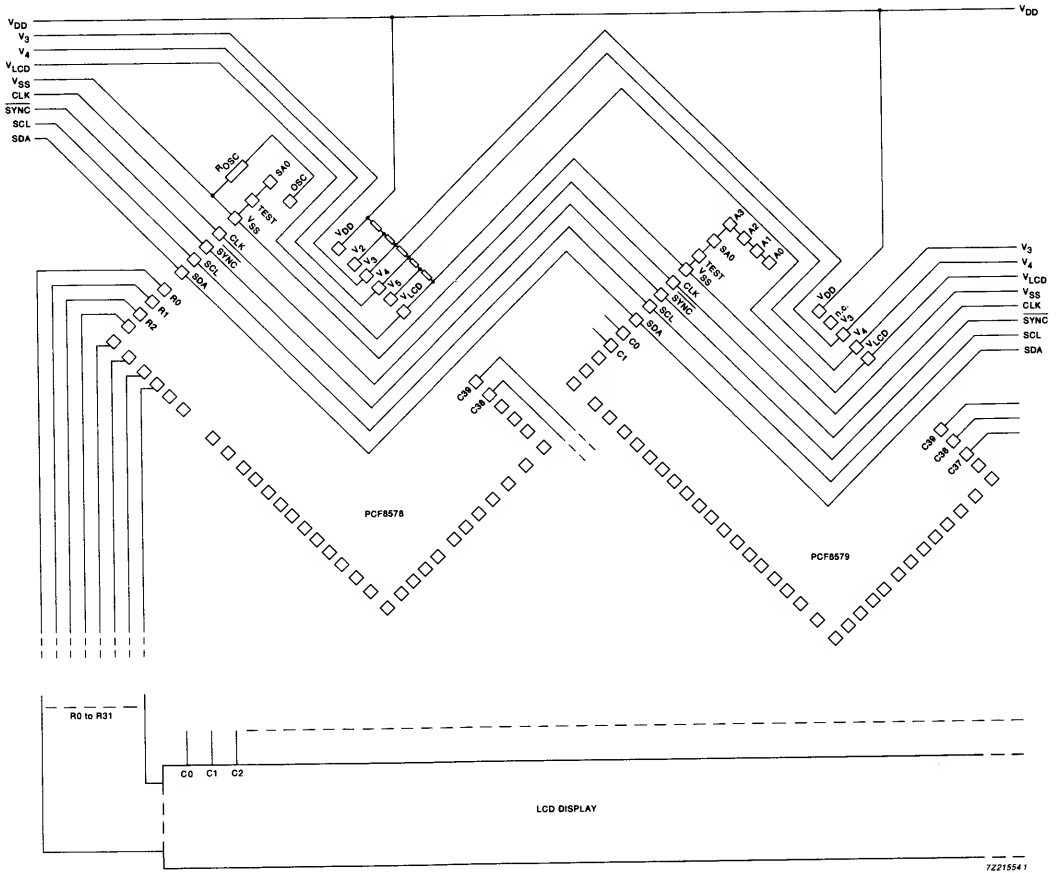 VDD
V3
V4
VLCD
VSS
CLK
SYNC
SCL
SDA
VDD
ROSC
SA0
OSC
TEST
VSS
CLK
SYNC
SCL
SDA
R0
R1
R2
VDD
V2
V3
V4
V5
VLCD
A3
A2
A1
A0
SA0
TEST
VSS
CLK
SYNC
SCL
SDA
C0
C1
VDD
n.c.
V3
V4
VLCD
V3
V4
VLCD
VSS
CLK
SYNC
SCL
SDA
C39
C38
C39
C38
C37
PCF8578
PCF8579
R0 to R31
C0 C1 C2
LCD DISPLAY
7Z21554.1